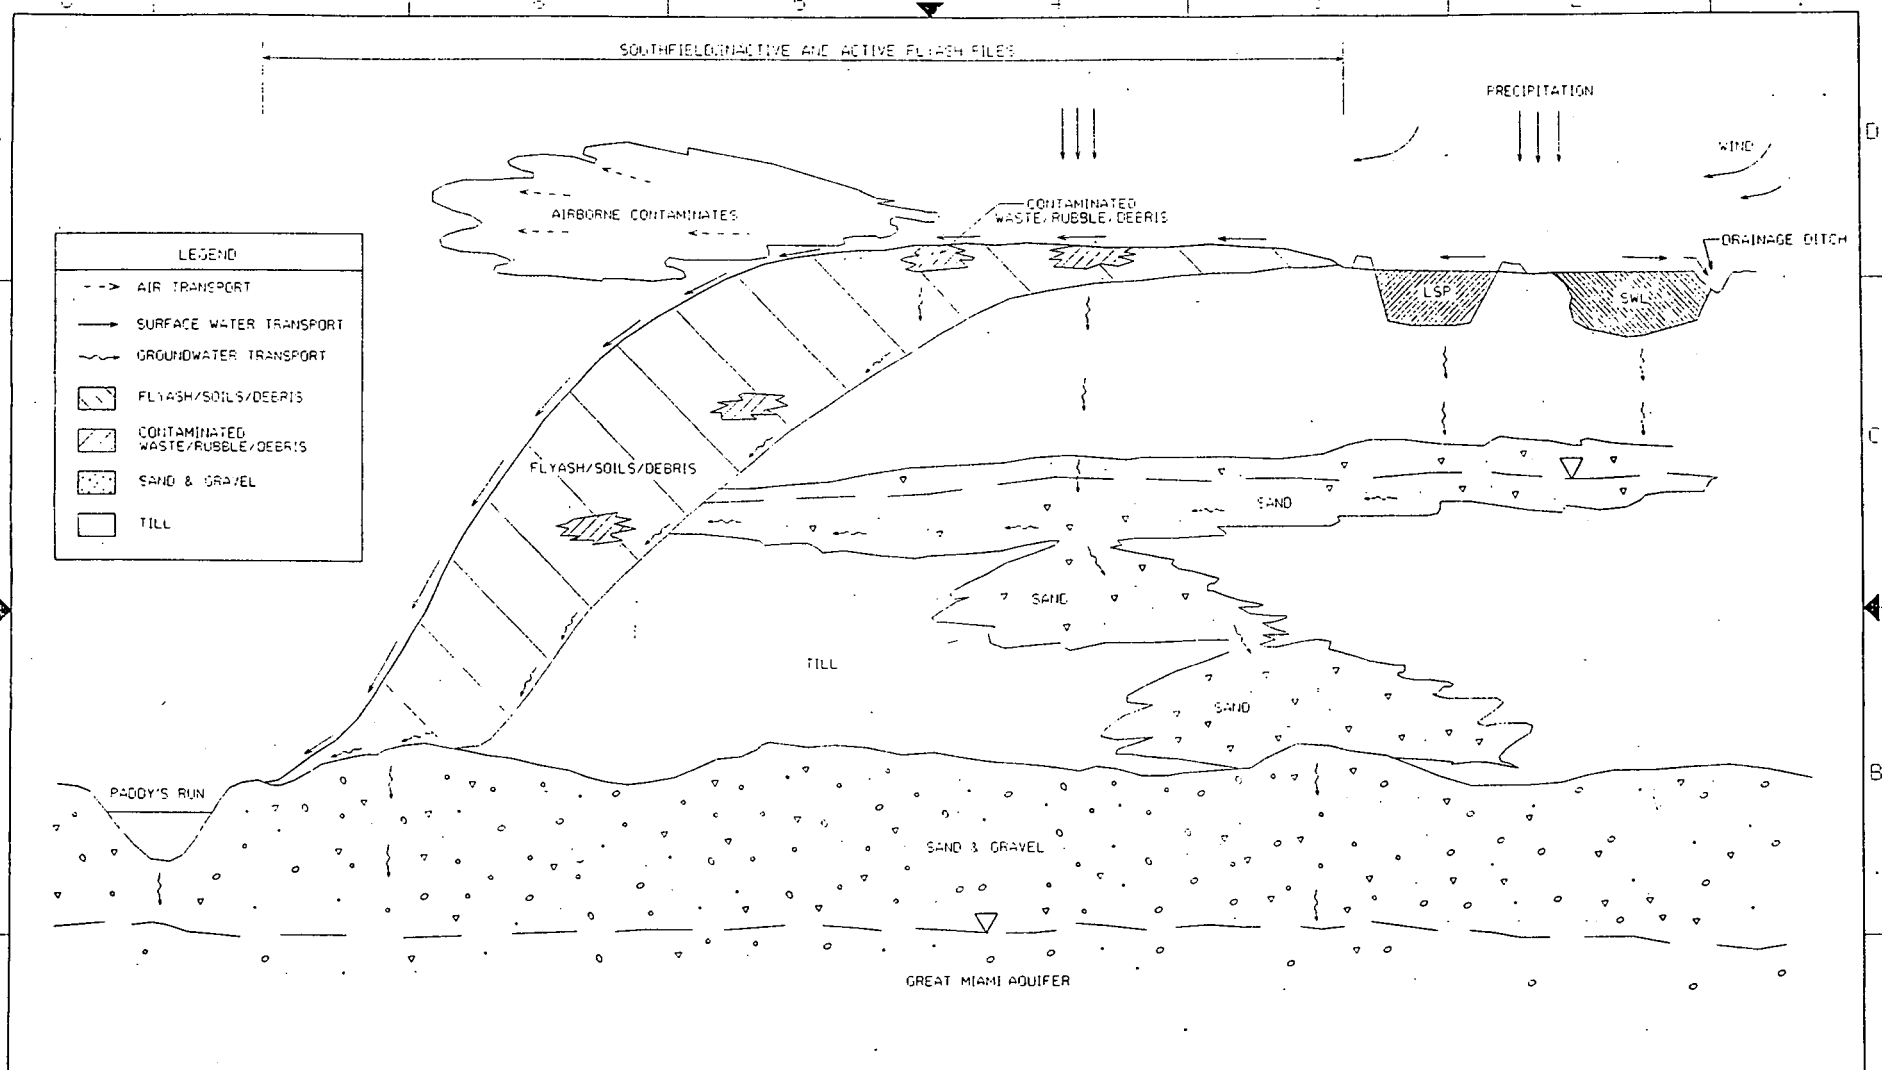 SOUTHFIELD,INACTIVE AND ACTIVE FLYASH PILES
PRECIPITATION
WIND
CONTAMINATED
WASTE/RUBBLE/DEBRIS
AIRBORNE CONTAMINATES
DRAINAGE DITCH
LEGEND
AIR TRANSPORT
SURFACE WATER TRANSPORT
GROUNDWATER TRANSPORT
FLYASH/SOILS/DEBRIS
CONTAMINATED
WASTE/RUBBLE/DEBRIS
SAND & GRAVEL
TILL
LSP
SWL
FLYASH/SOILS/DEBRIS
SAND
SAND
TILL
SAND
PADDY'S RUN
SAND & GRAVEL
GREAT MIAMI AQUIFER
D
C
B